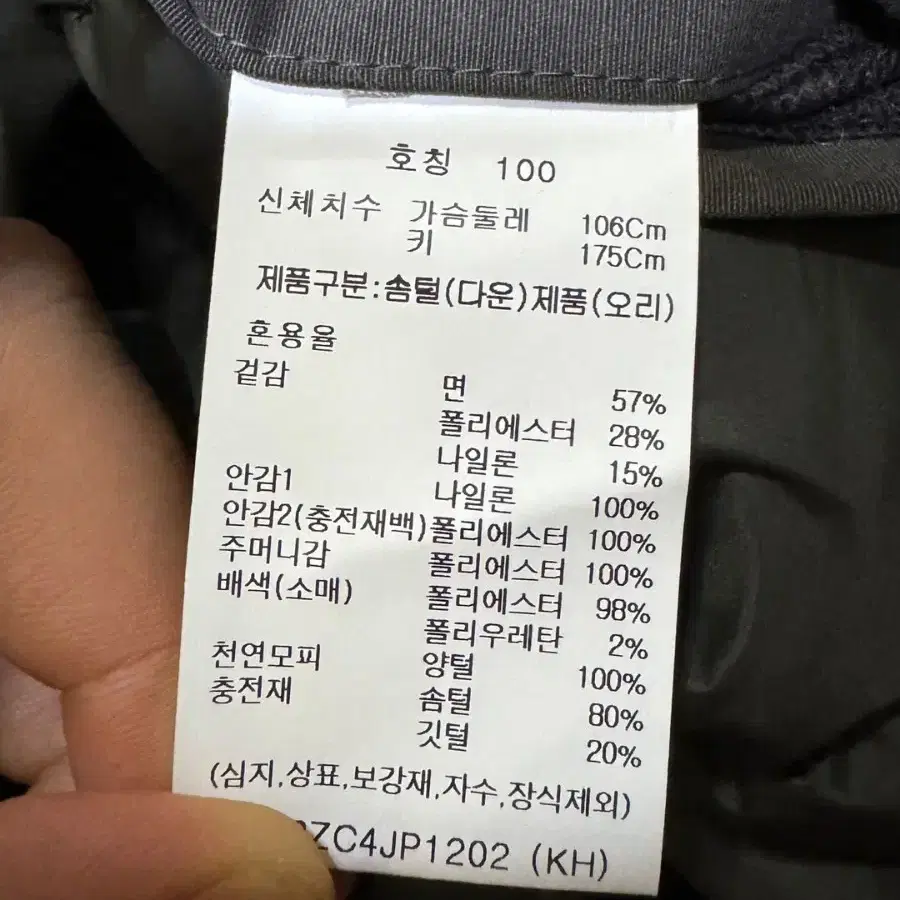 호칭 100
신체치수 가슴둘레 106Cm
키 175Cm
제품구분:솜털(다운)제품(오리)
혼용율
겉감 면 57%
폴리에스터 28%
나일론 15%
안감1 나일론 100%
안감2(충전재백)폴리에스터 100%
주머니감 폴리에스터 100%
배색(소매) 폴리에스터 98%
폴리우레탄 2%
천연모피 양털 100%
충전재 솜털 80%
깃털 20%
(심지,상표,보강재,자수,장식제외)
ZC4JP1202 (KH)